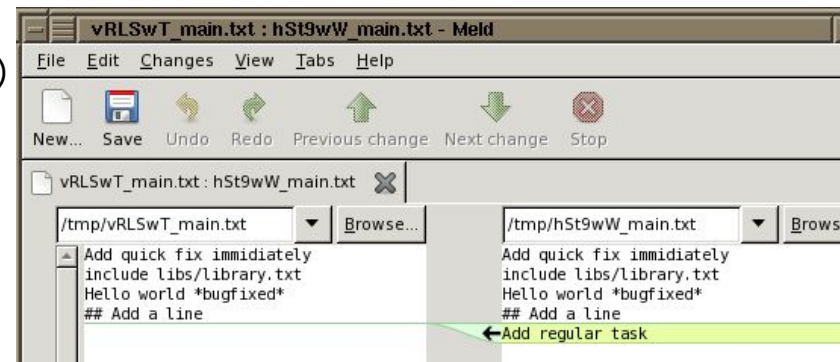 )
vRLSwT_main.txt : hSt9wW_main.txt - Meld
File Edit Changes View Tabs Help
New... Save Undo Redo Previous change Next change Stop
vRLSwT_main.txt : hSt9wW_main.txt
/tmp/vRLSwT_main.txt Browse... /tmp/hSt9wW_main.txt Brows
Add quick fix immidiately
include libs/library.txt
Hello world *bugfixed*
## Add a line
Add quick fix immidiately
include libs/library.txt
Hello world *bugfixed*
## Add a line
Add regular task